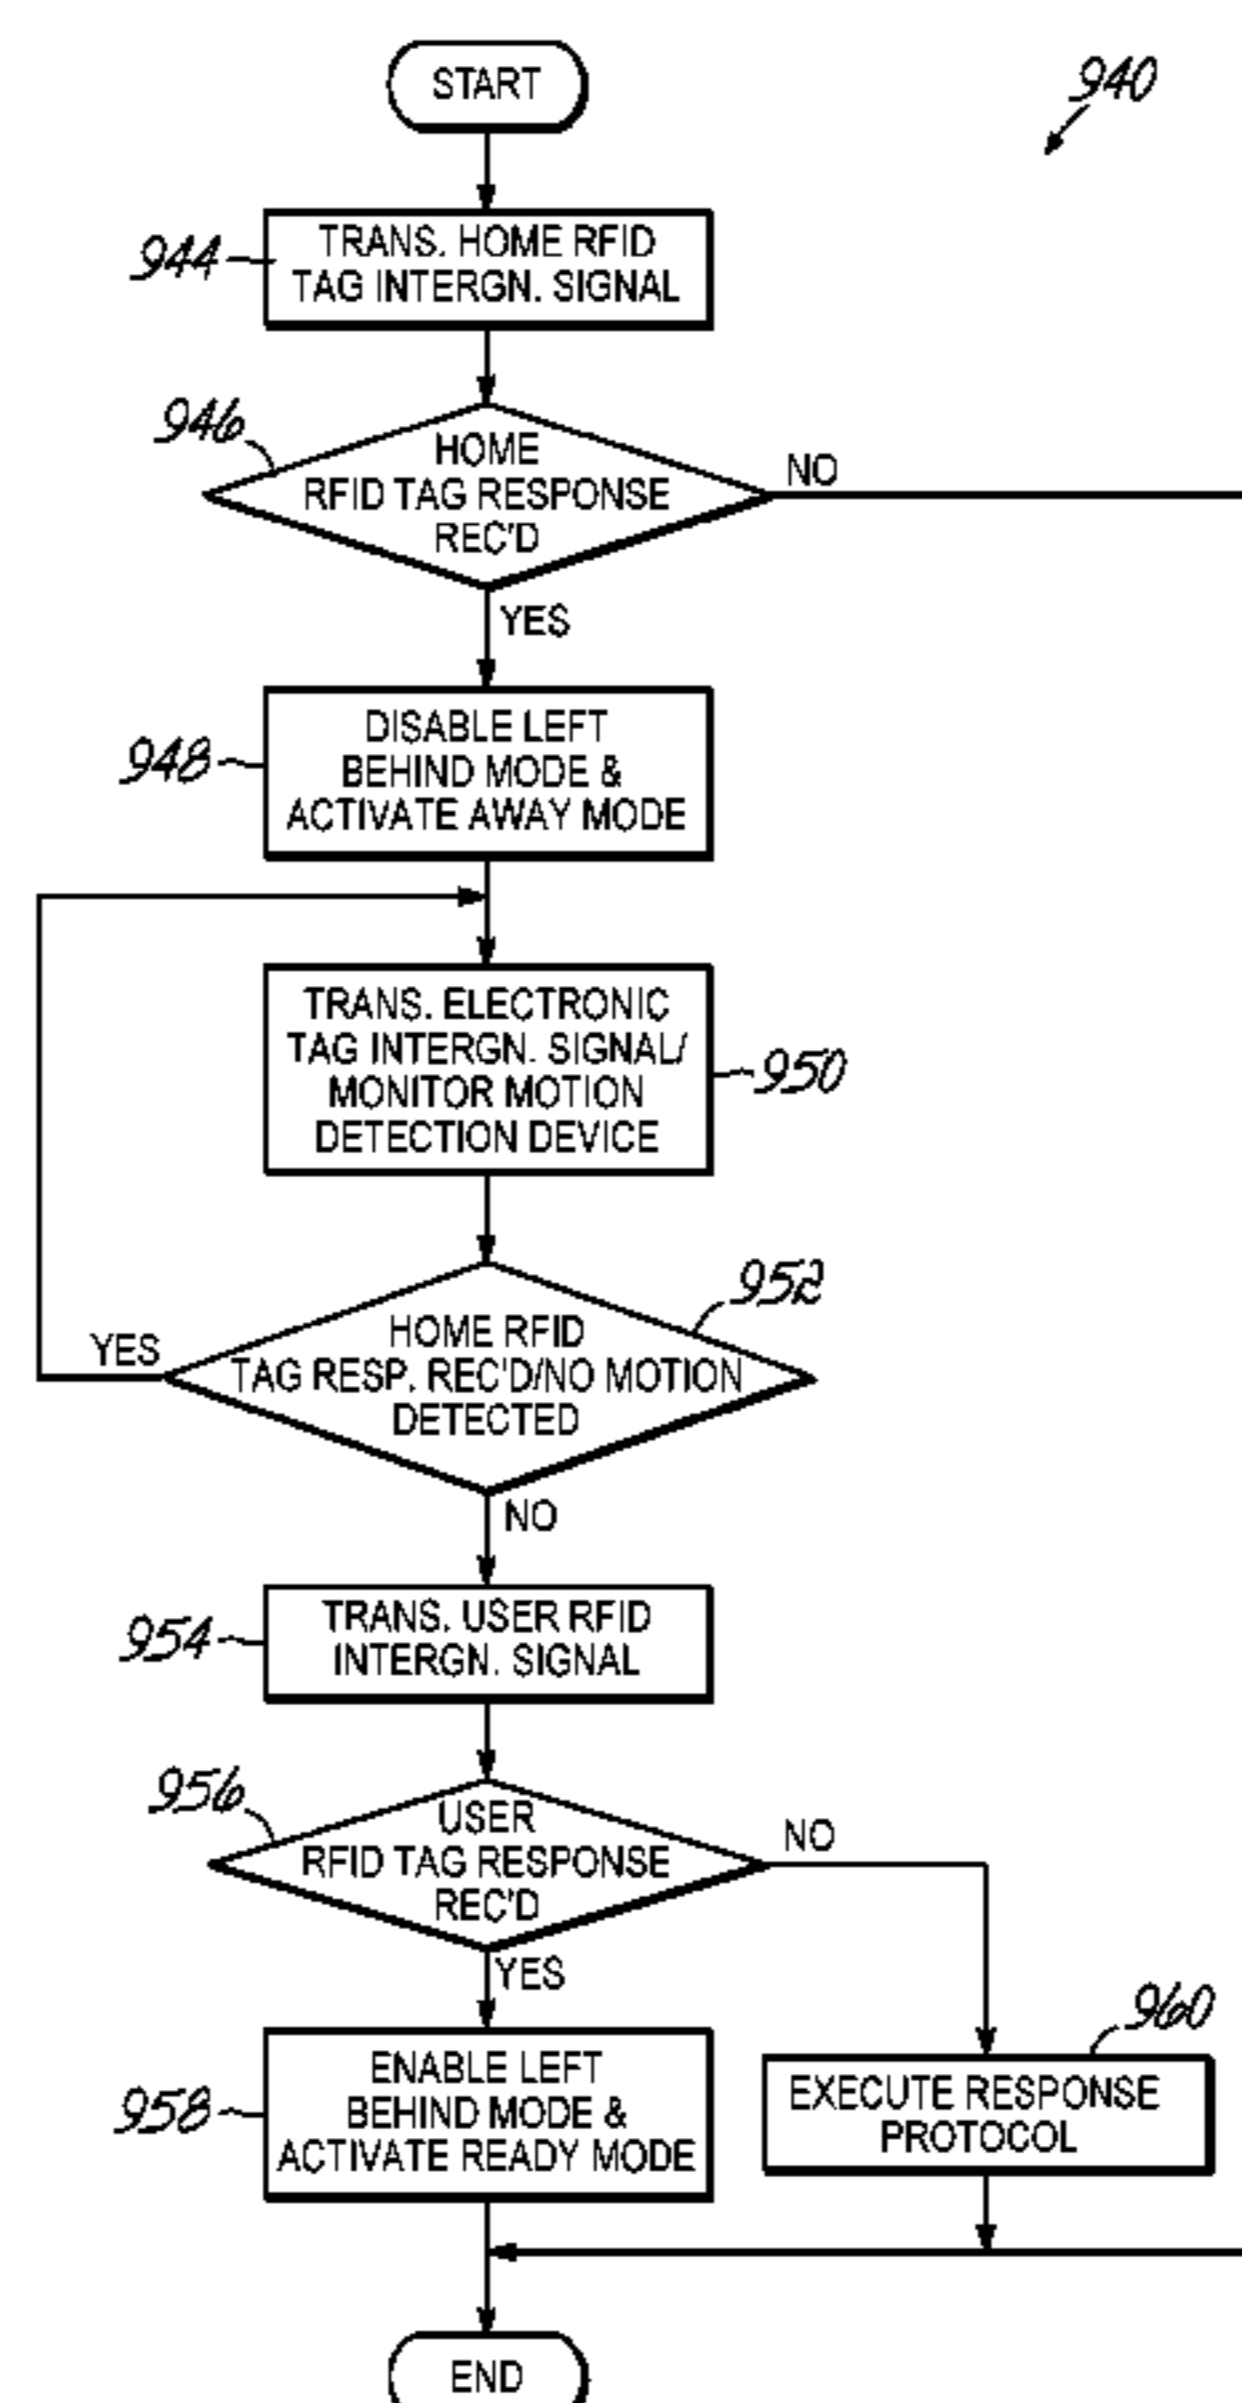 START
940
944
TRANS. HOME RFID
TAG INTERGN. SIGNAL
946
HOME
RFID TAG RESPONSE
REC'D
NO
YES
948
DISABLE LEFT
BEHIND MODE &
ACTIVATE AWAY MODE
TRANS. ELECTRONIC
TAG INTERGN. SIGNAL/
MONITOR MOTION
DETECTION DEVICE
950
952
HOME RFID
TAG RESP. REC'D/NO MOTION
DETECTED
YES
NO
954
TRANS. USER RFID
INTERGN. SIGNAL
956
USER
RFID TAG RESPONSE
REC'D
NO
YES
958
ENABLE LEFT
BEHIND MODE &
ACTIVATE READY MODE
960
EXECUTE RESPONSE
PROTOCOL
END